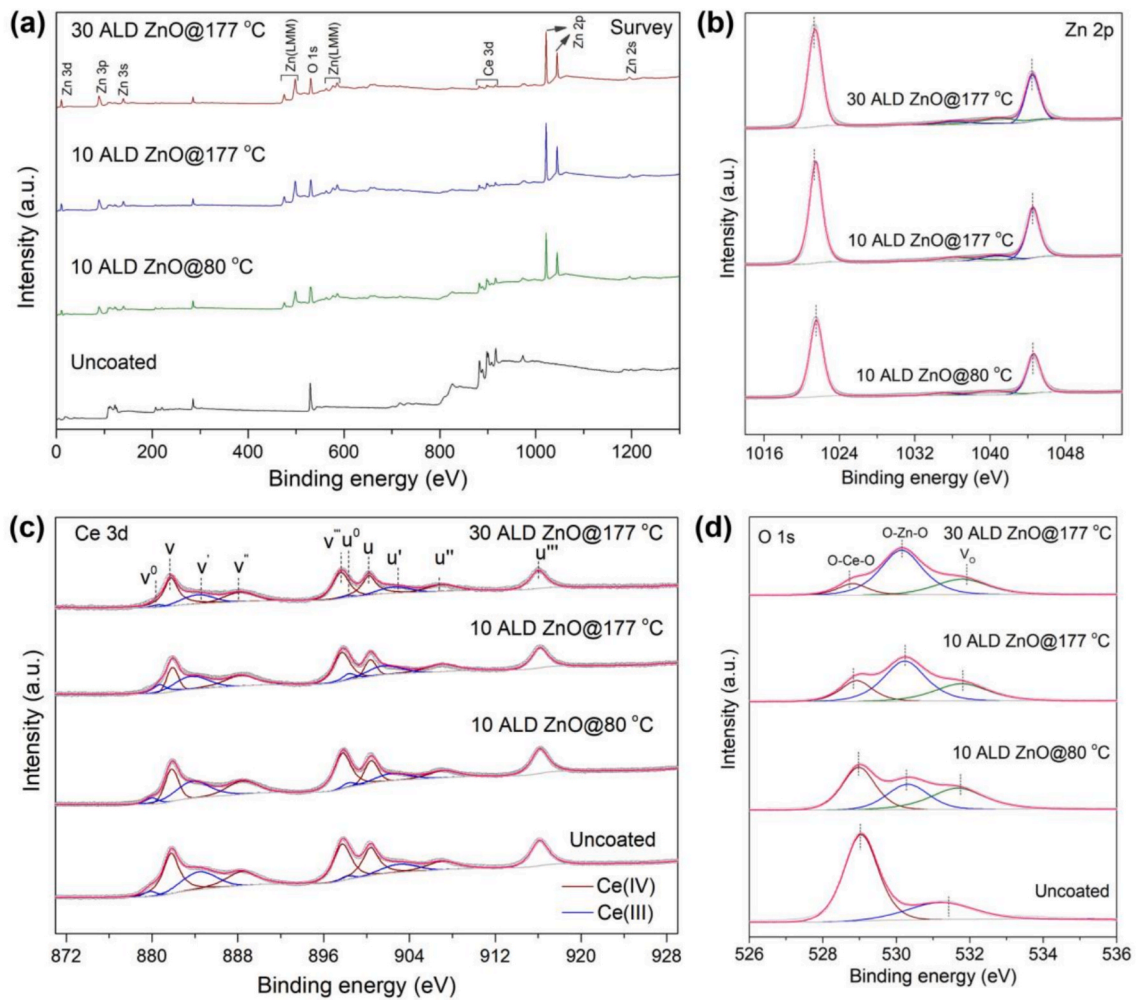 (a)
30 ALD ZnO@177 °C
Survey
Zn 3d
Zn 3p
Zn 3s
Zn(LMM)
O 1s
Zn(LMM)
Ce 3d
Zn 2p
Zn 2s
10 ALD ZnO@177 °C
10 ALD ZnO@80 °C
Uncoated
Intensity (a.u.)
0 200 400 600 800 1000 1200
Binding energy (eV)
(b)
Zn 2p
30 ALD ZnO@177 °C
10 ALD ZnO@177 °C
10 ALD ZnO@80 °C
Intensity (a.u.)
1016 1024 1032 1040 1048
Binding energy (eV)
(c)
Ce 3d
30 ALD ZnO@177 °C
v⁰ v v' v'' v''' u⁰ u u' u'' u'''
10 ALD ZnO@177 °C
10 ALD ZnO@80 °C
Uncoated
Ce(IV)
Ce(III)
Intensity (a.u.)
872 880 888 896 904 912 920 928
Binding energy (eV)
(d)
O 1s
30 ALD ZnO@177 °C
O-Ce-O
O-Zn-O
Vo
10 ALD ZnO@177 °C
10 ALD ZnO@80 °C
Uncoated
Intensity (a.u.)
526 528 530 532 534 536
Binding energy (eV)